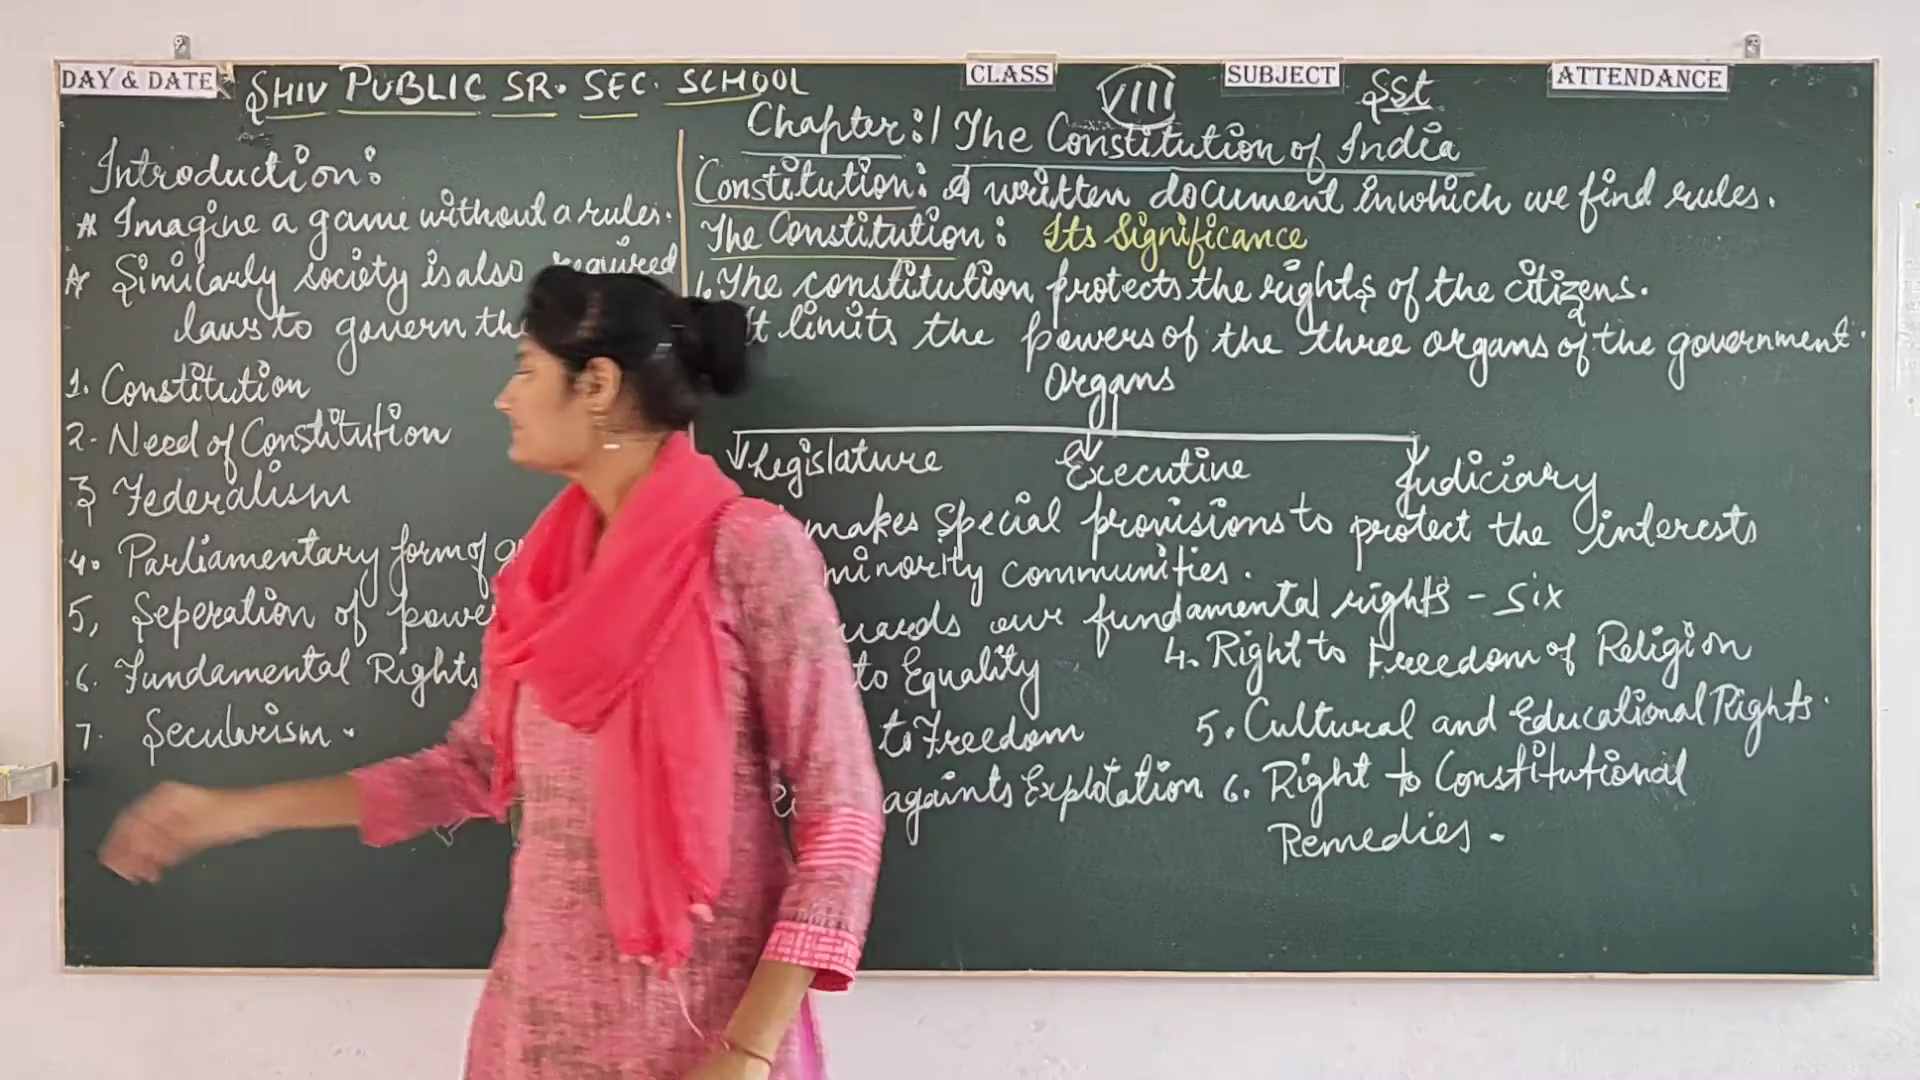 DAY & DATE
SHIV PUBLIC SR. SEC. SCHOOL
CLASS
VIII
SUBJECT
SSt
ATTENDANCE
Introduction:
Imagine a game without a rules.
Similarly society is also required
laws to govern the
1. Constitution
2- Need of Constitution
3 Federalism
4. Parliamentary form of
5, Seperation of power
6. Fundamental Rights
7. Secularism.
Chapter:1 The Constitution of India
Constitution: A written document in which we find rules.
The Constitution: Its Significance
1. The constitution protects the rights of the citizens.
It limits the powers of the three organs of the government.
Organs
Legislature Executive Judiciary
makes special provisions to protect the interests
minority communities.
our fundamental rights - six
to Equality
to Freedom
againts Explotation
4. Right to Freedom of Religion
5. Cultural and Educational Rights.
6. Right to Constitutional
Remedies.